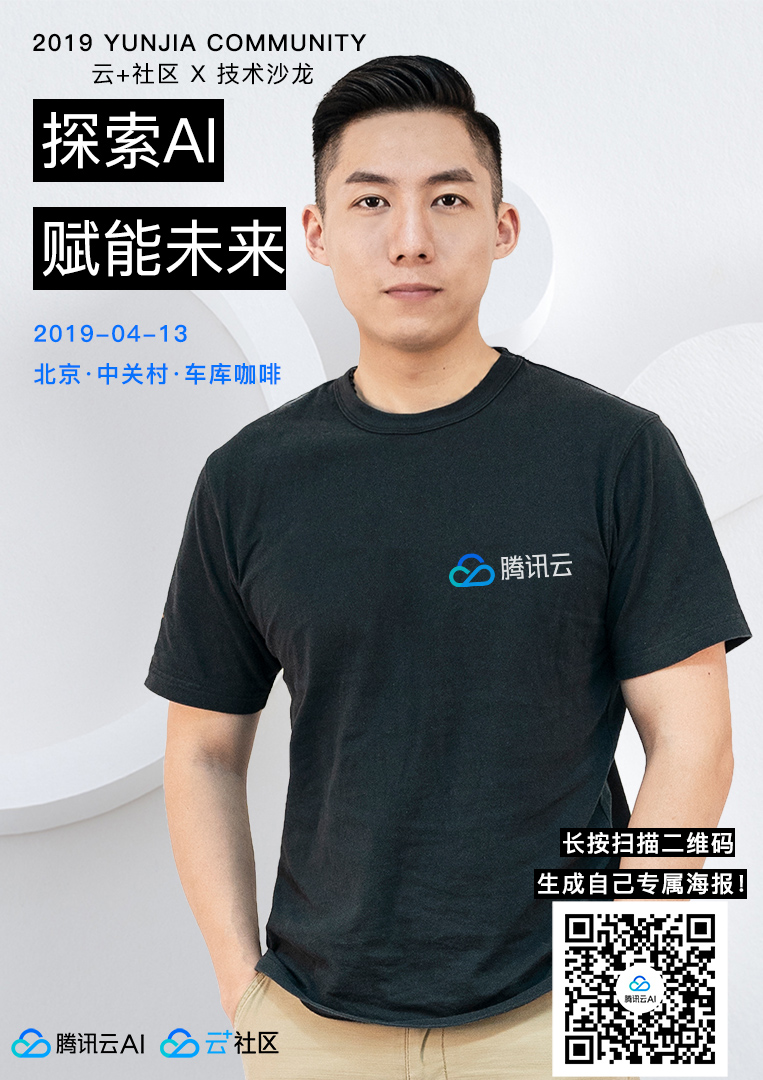 2019 YUNJIA COMMUNITY
云+社区 X 技术沙龙
探索AI
赋能未来
2019-04-13
北京·中关村·车库咖啡
腾讯云
长按扫描二维码
生成自己专属海报！
腾讯云AI
腾讯云AI
云+社区